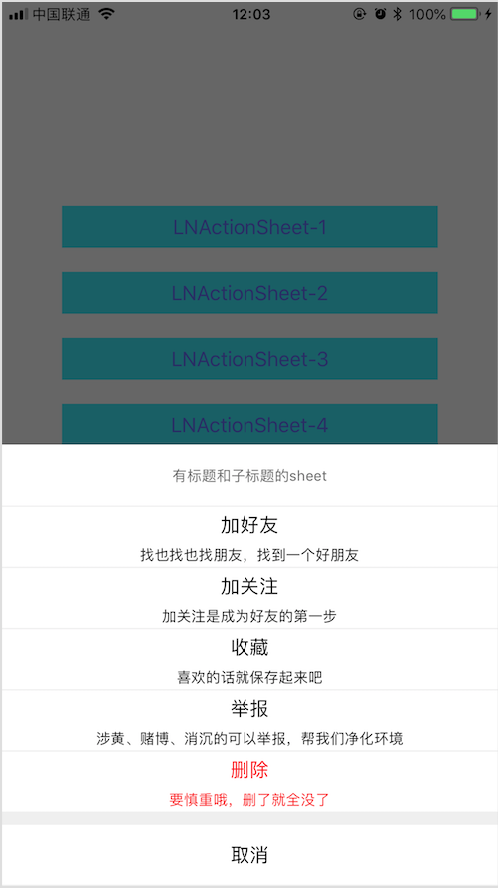 中国联通 12:03 100%
LNActionSheet-1
LNActionSheet-2
LNActionSheet-3
LNActionSheet-4
有标题和子标题的sheet
加好友
找也找也找朋友，找到一个好朋友
加关注
加关注是成为好友的第一步
收藏
喜欢的话就保存起来吧
举报
涉黄、赌博、消沉的可以举报，帮我们净化环境
删除
要慎重哦，删了就全没了
取消